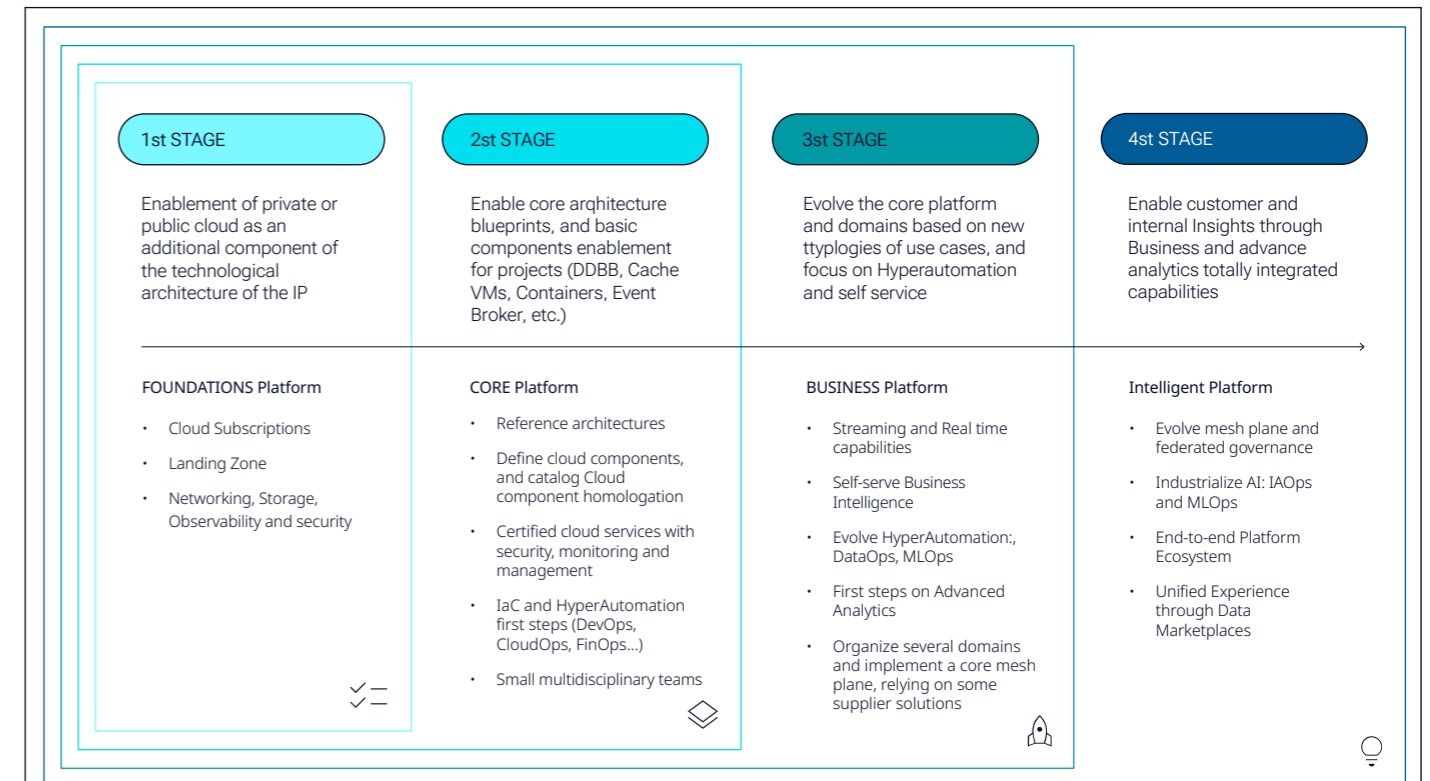 1st STAGE
Enablement of private or
public cloud as an
additional component of
the technological
architecture of the IP
2st STAGE
Enable core arqhitecture
blueprints, and basic
components enablement
for projects (DDBB, Cache
VMs, Containers, Event
Broker, etc.)
3st STAGE
Evolve the core platform
and domains based on new
ttyplogies of use cases, and
focus on Hyperautomation
and self service
4st STAGE
Enable customer and
internal Insights through
Business and advance
analytics totally integrated
capabilities
FOUNDATIONS Platform
• Cloud Subscriptions
• Landing Zone
• Networking, Storage,
Observability and security
CORE Platform
• Reference architectures
• Define cloud components,
and catalog Cloud
component homologation
• Certified cloud services with
security, monitoring and
management
• IaC and HyperAutomation
first steps (DevOps,
CloudOps, FinOps...)
• Small multidisciplinary teams
BUSINESS Platform
• Streaming and Real time
capabilities
• Self-serve Business
Intelligence
• Evolve HyperAutomation:,
DataOps, MLOps
• First steps on Advanced
Analytics
• Organize several domains
and implement a core mesh
plane, relying on some
supplier solutions
Intelligent Platform
• Evolve mesh plane and
federated governance
• Industrialize AI: IAOps
and MLOps
• End-to-end Platform
Ecosystem
• Unified Experience
through Data
Marketplaces